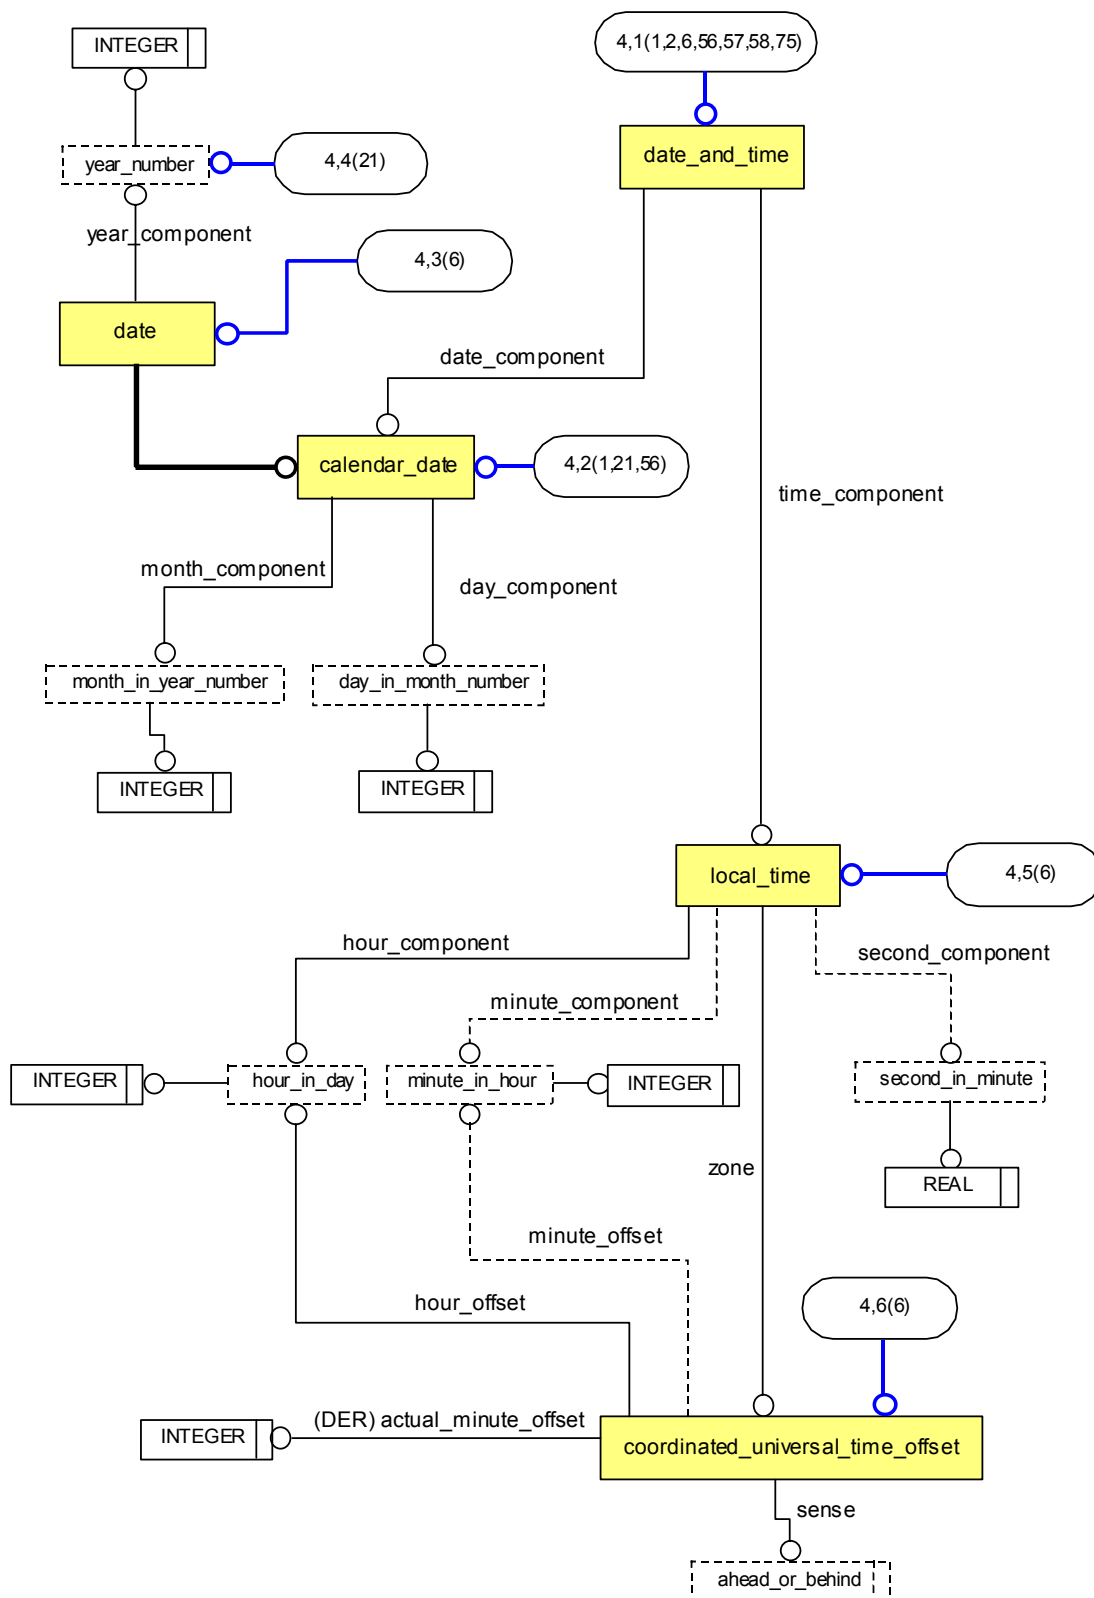 INTEGER
4,1(1,2,6,56,57,58,75)
year_number
4,4(21)
date_and_time
year_component
4,3(6)
date
date_component
calendar_date
4,2(1,21,56)
time_component
month_component
day_component
month_in_year_number
day_in_month_number
INTEGER
INTEGER
local_time
4,5(6)
hour_component
second_component
minute_component
INTEGER
hour_in_day
minute_in_hour
INTEGER
second_in_minute
zone
REAL
minute_offset
hour_offset
4,6(6)
(DER) actual_minute_offset
INTEGER
coordinated_universal_time_offset
sense
ahead_or_behind